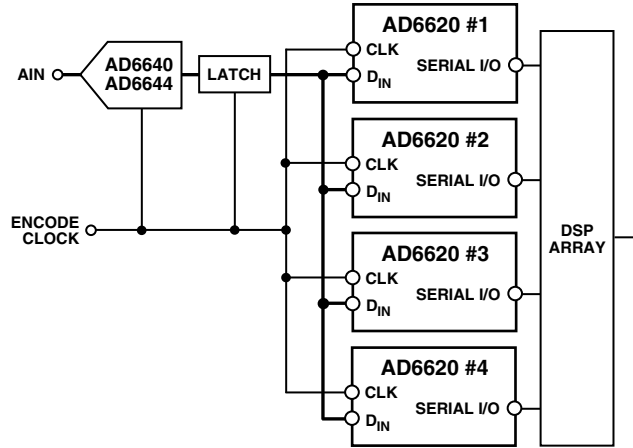 AIN
AD6640
AD6644
LATCH
ENCODE
CLOCK
AD6620 #1
CLK
DIN
SERIAL I/O
AD6620 #2
CLK
DIN
SERIAL I/O
AD6620 #3
CLK
DIN
SERIAL I/O
AD6620 #4
CLK
DIN
SERIAL I/O
DSP
ARRAY